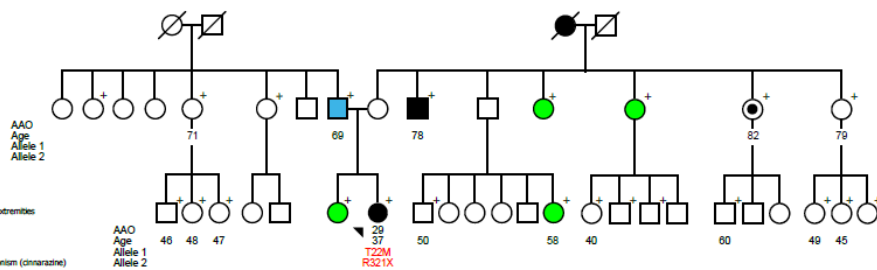 + + + + + + + + +
AAO
Age 71 69 78 82 79
Allele 1
Allele 2
+ + + + + + + + + + + + +
xtremities
AAO 29
Age 46 48 47 37 50 58 40 60 49 45
Allele 1 T22M
Allele 2 R321X
nism (cinnarazine)